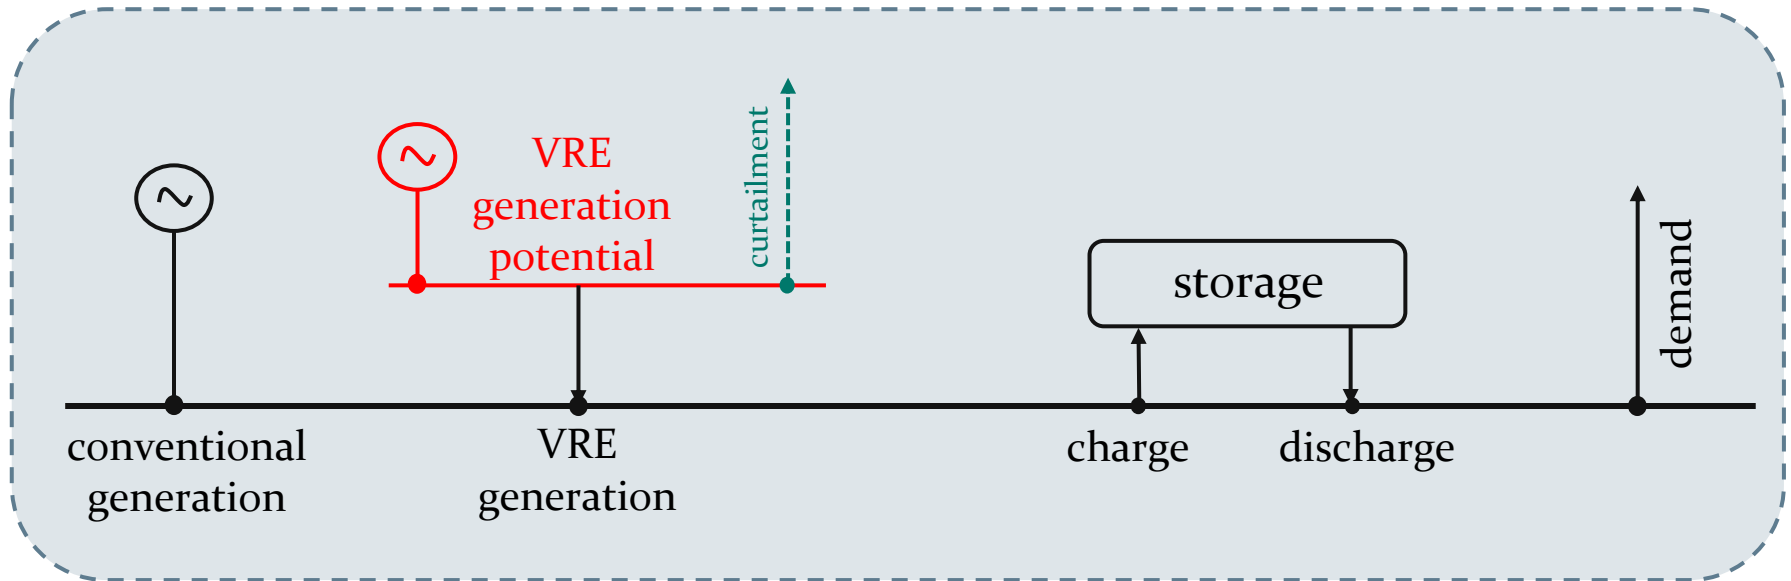 VRE
generation
potential
curtailment
storage
demand
conventional
generation
VRE
generation
charge
discharge